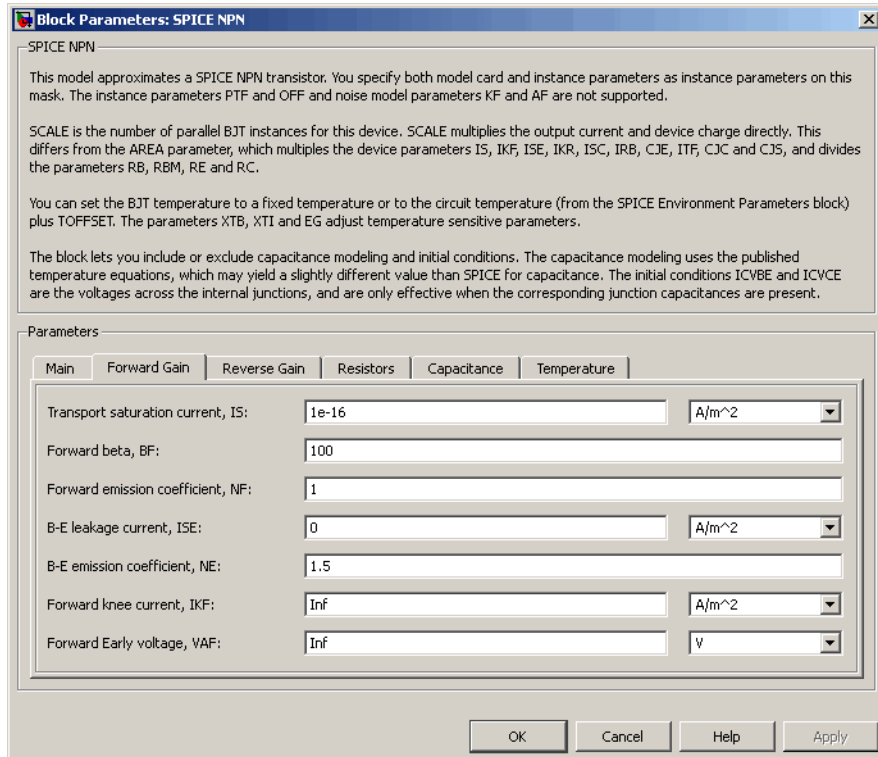 Block Parameters: SPICE NPN
SPICE NPN
This model approximates a SPICE NPN transistor. You specify both model card and instance parameters as instance parameters on this
mask. The instance parameters PTF and OFF and noise model parameters KF and AF are not supported.
SCALE is the number of parallel BJT instances for this device. SCALE multiplies the output current and device charge directly. This
differs from the AREA parameter, which multiplies the device parameters IS, IKF, ISE, IKR, ISC, IRB, CJE, ITF, CJC and CJS, and divides
the parameters RB, RBM, RE and RC.
You can set the BJT temperature to a fixed temperature or to the circuit temperature (from the SPICE Environment Parameters block)
plus TOFFSET. The parameters XTB, XTI and EG adjust temperature sensitive parameters.
The block lets you include or exclude capacitance modeling and initial conditions. The capacitance modeling uses the published
temperature equations, which may yield a slightly different value than SPICE for capacitance. The initial conditions ICVBE and ICVCE
are the voltages across the internal junctions, and are only effective when the corresponding junction capacitances are present.
Parameters
Main Forward Gain Reverse Gain Resistors Capacitance Temperature
Transport saturation current, IS: 1e-16 A/m^2
Forward beta, BF: 100
Forward emission coefficient, NF: 1
B-E leakage current, ISE: 0 A/m^2
B-E emission coefficient, NE: 1.5
Forward knee current, IKF: Inf A/m^2
Forward Early voltage, VAF: Inf V
OK Cancel Help Apply